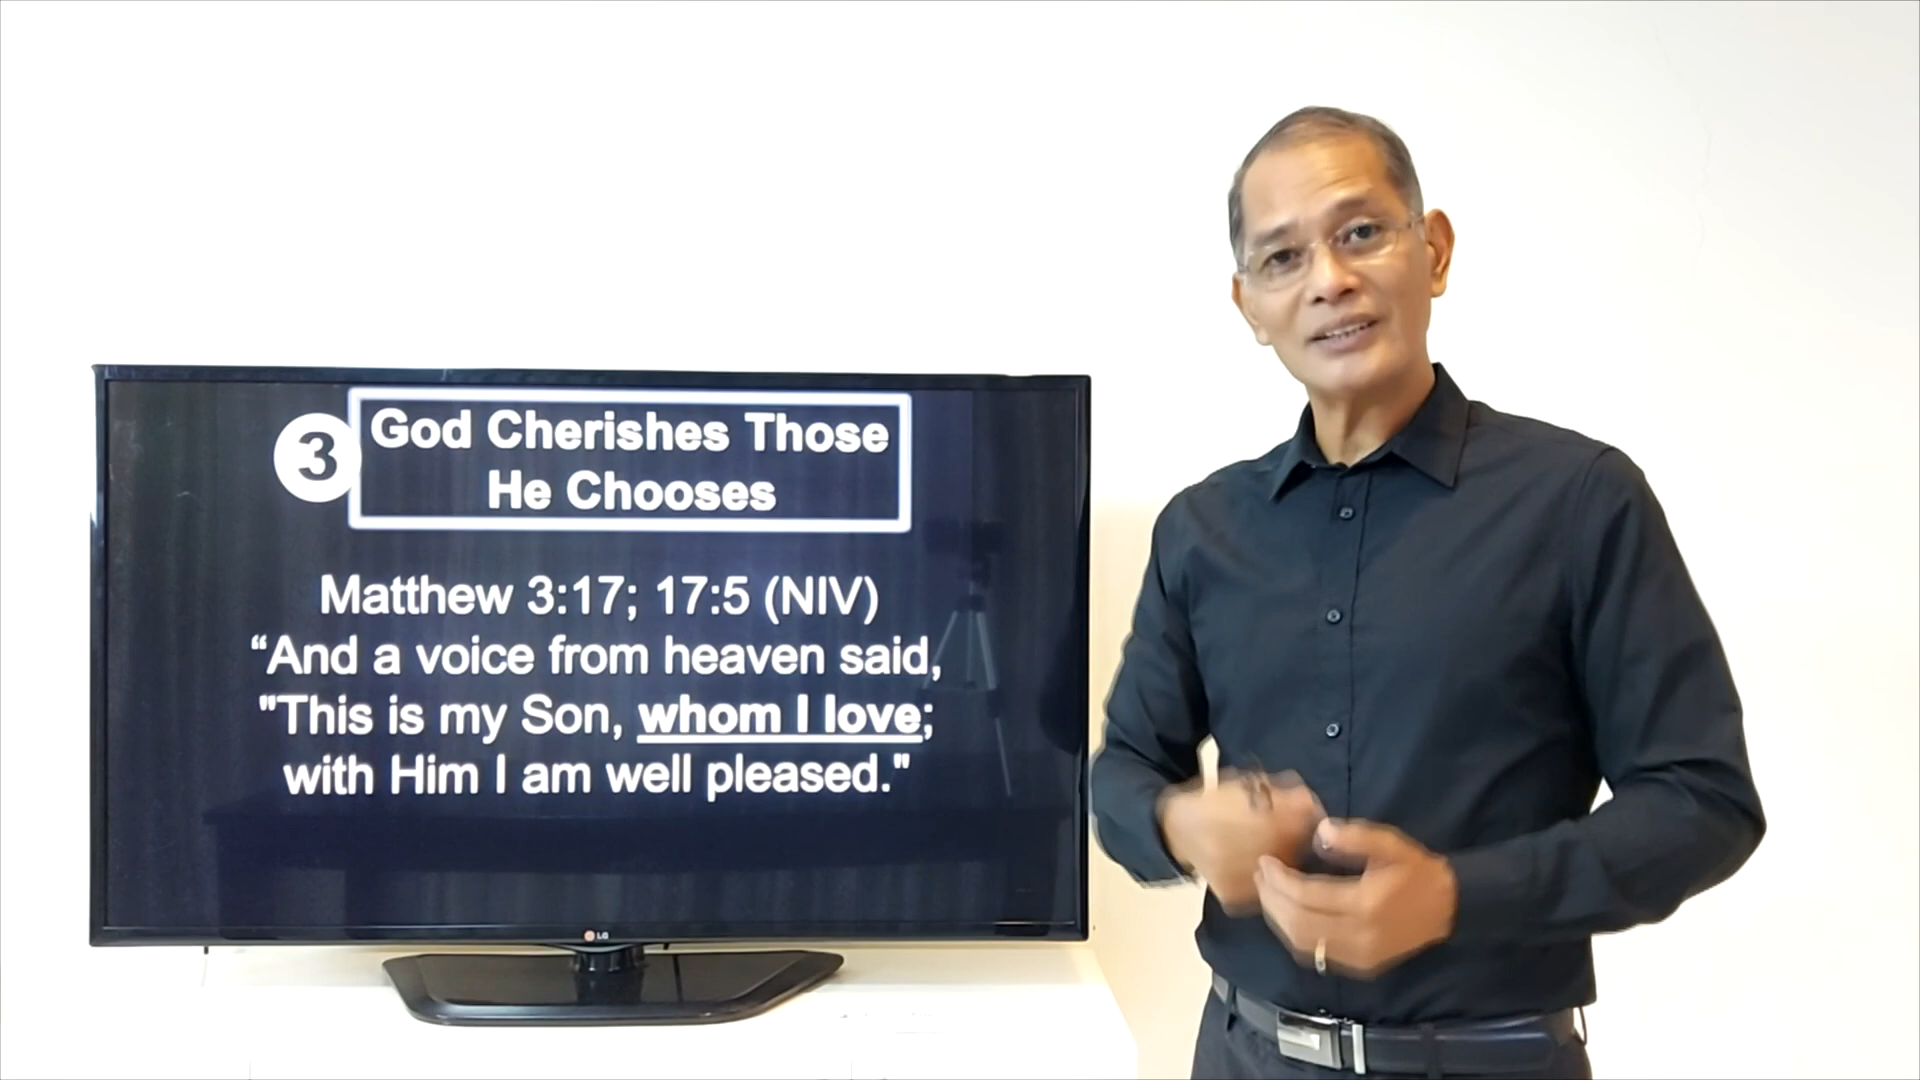 3
God Cherishes Those
He Chooses
Matthew 3:17; 17:5 (NIV)
“And a voice from heaven said,
"This is my Son, whom I love;
with Him I am well pleased."
LG